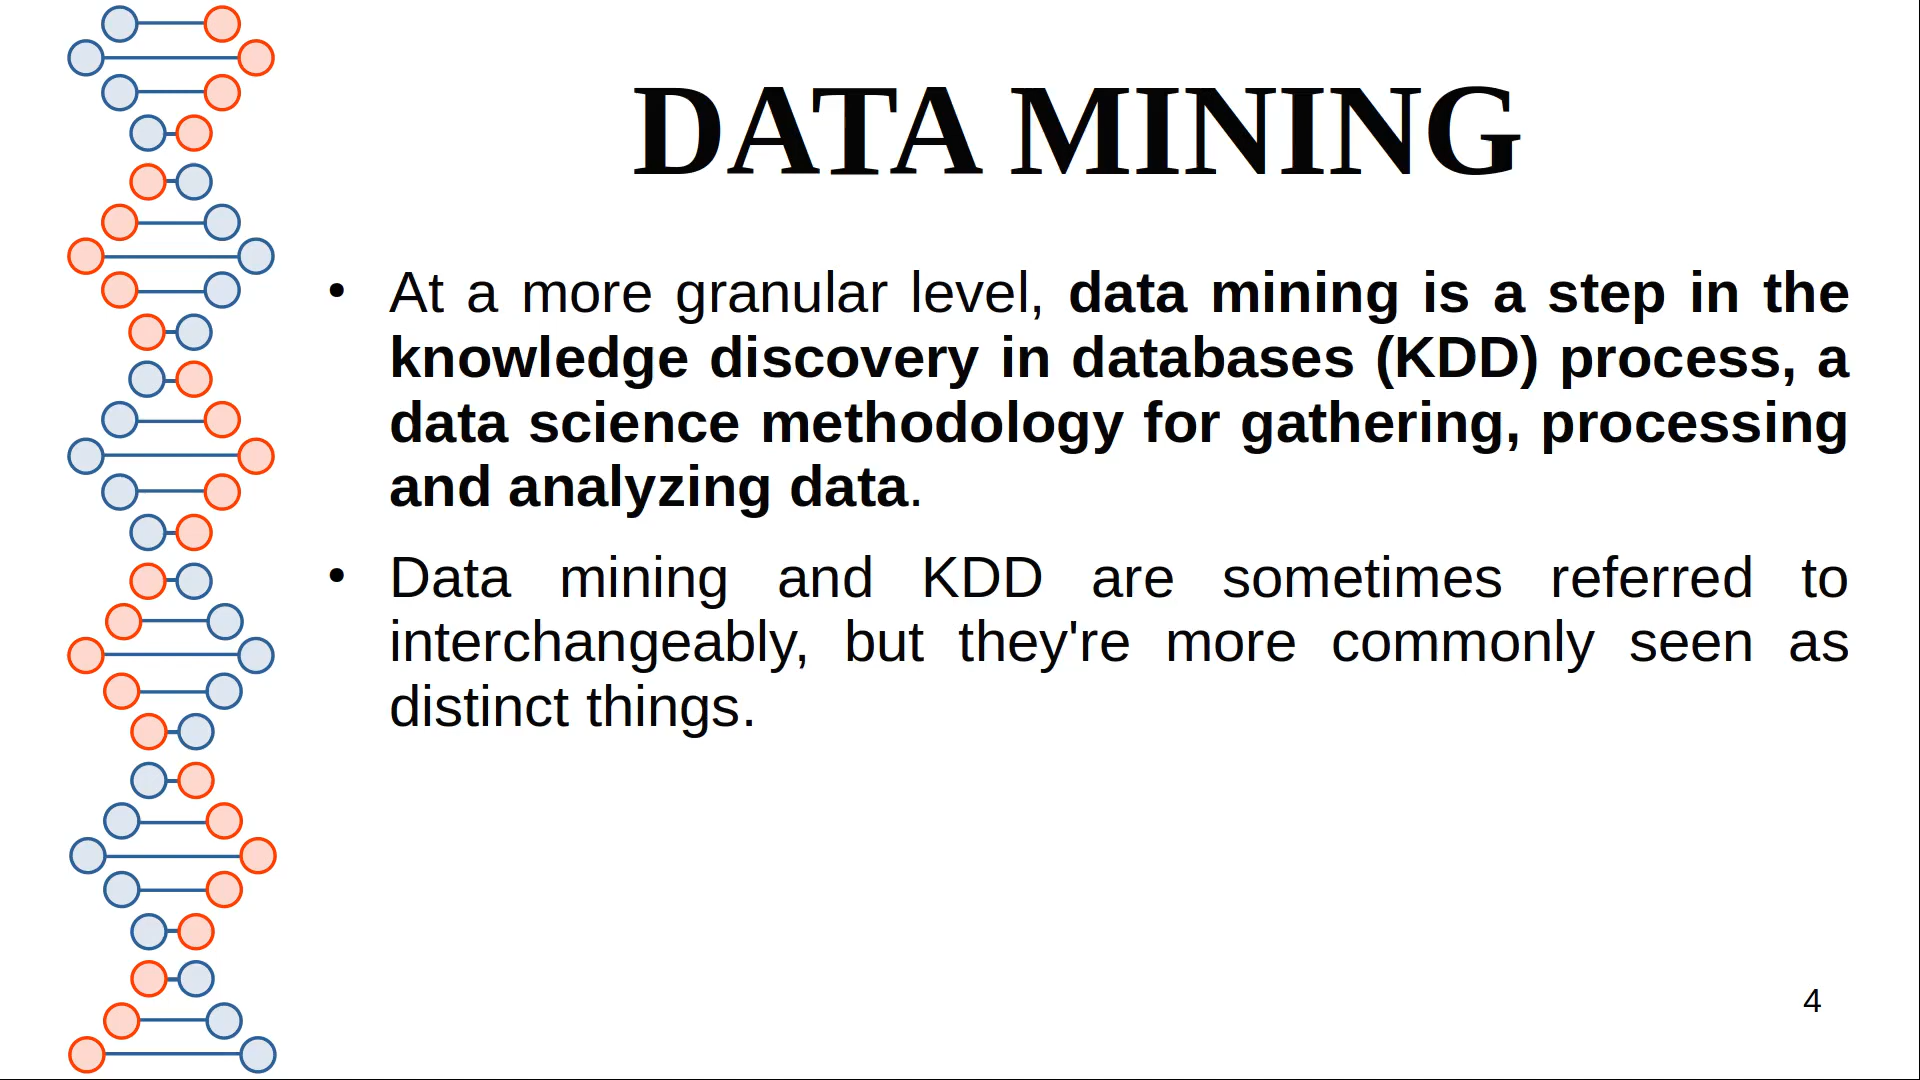 DATA MINING
• At a more granular level, data mining is a step in the
knowledge discovery in databases (KDD) process, a
data science methodology for gathering, processing
and analyzing data.
• Data mining and KDD are sometimes referred to
interchangeably, but they're more commonly seen as
distinct things.
4